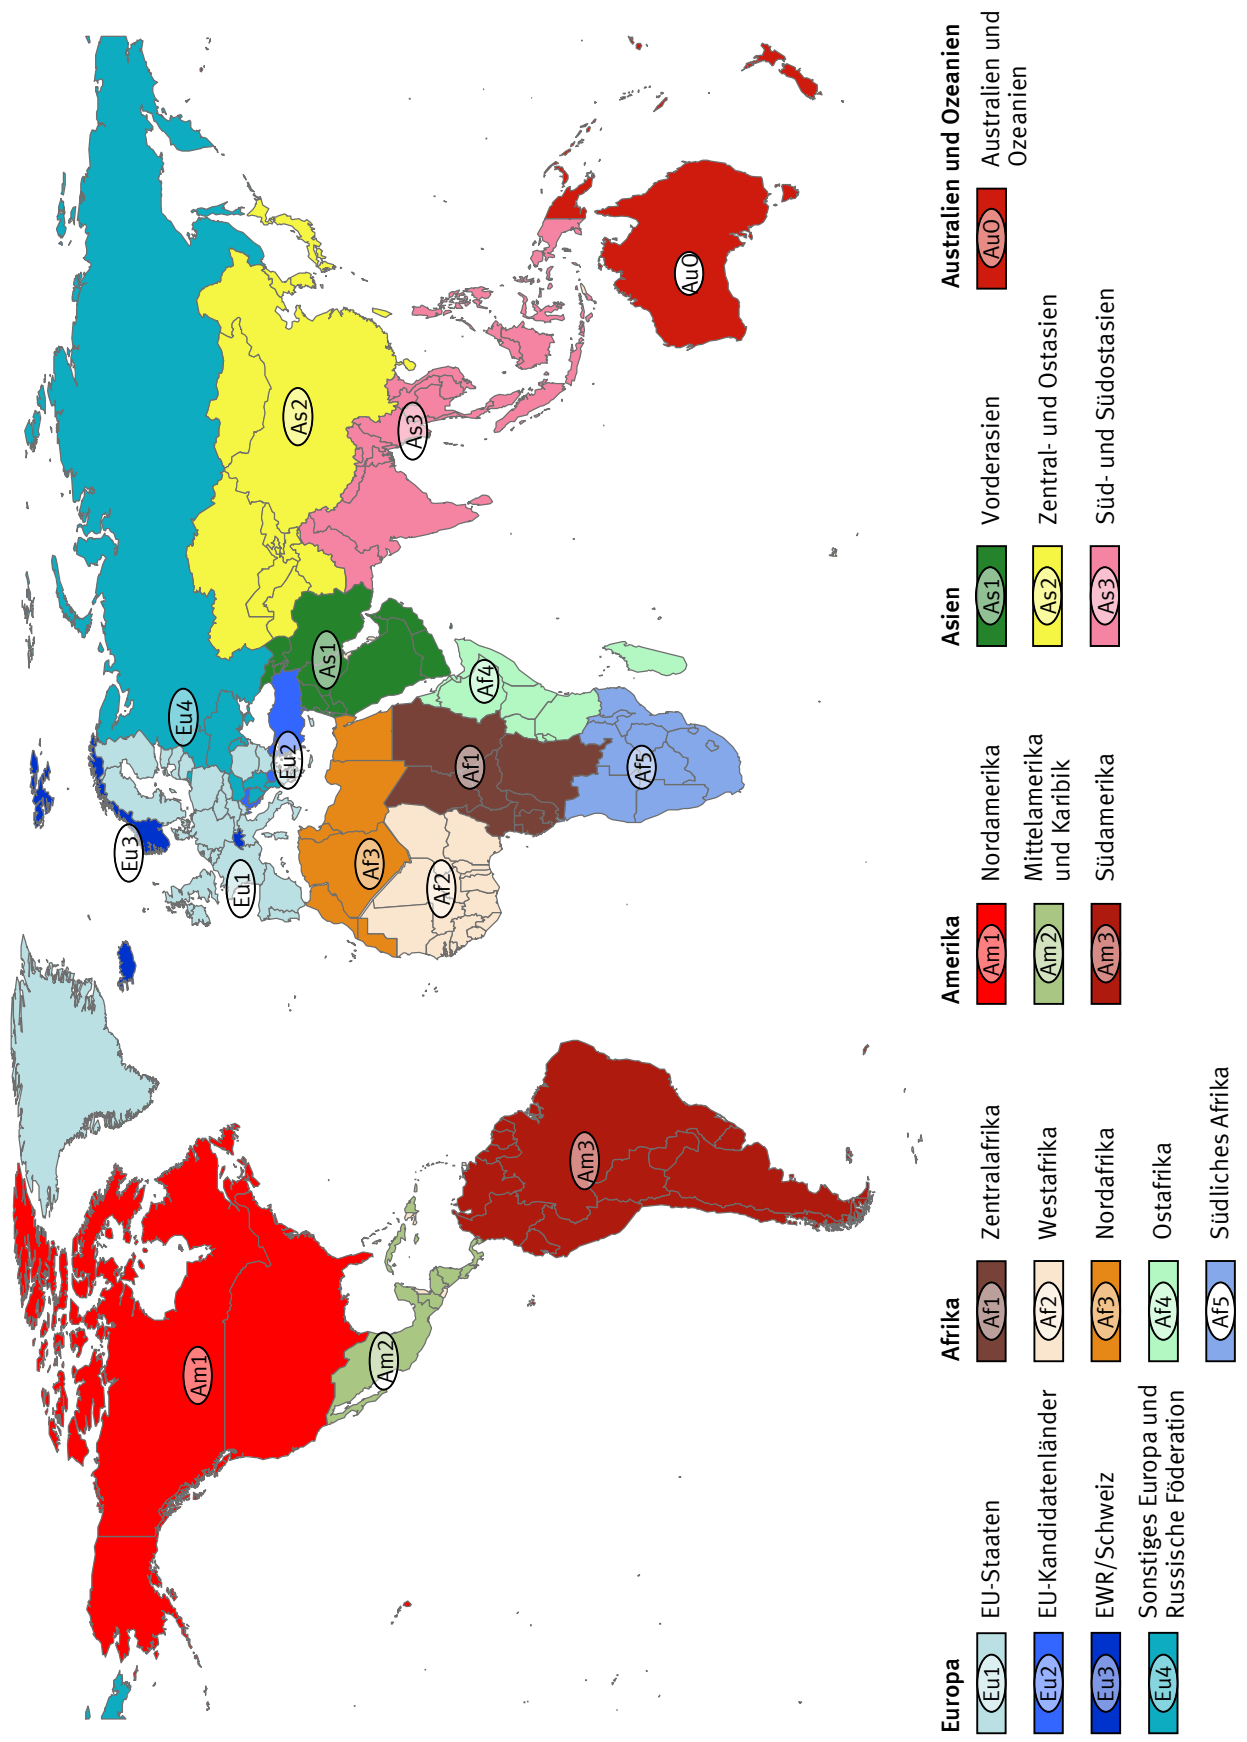 Eu3
Eu4
Eu1
Am1
Eu2
As2
As1
Af3
Am2
As3
Af2
Af1
Af4
Am3
Af5
AuO
Europa
Eu1 EU-Staaten
Eu2 EU-Kandidatenländer
Eu3 EWR/Schweiz
Eu4 Sonstiges Europa und
Russische Föderation
Afrika
Af1 Zentralafrika
Af2 Westafrika
Af3 Nordafrika
Af4 Ostafrika
Af5 Südliches Afrika
Amerika
Am1 Nordamerika
Am2 Mittelamerika
und Karibik
Am3 Südamerika
Asien
As1 Vorderasien
As2 Zentral- und Ostasien
As3 Süd- und Südostasien
Australien und Ozeanien
AuO Australien und
Ozeanien